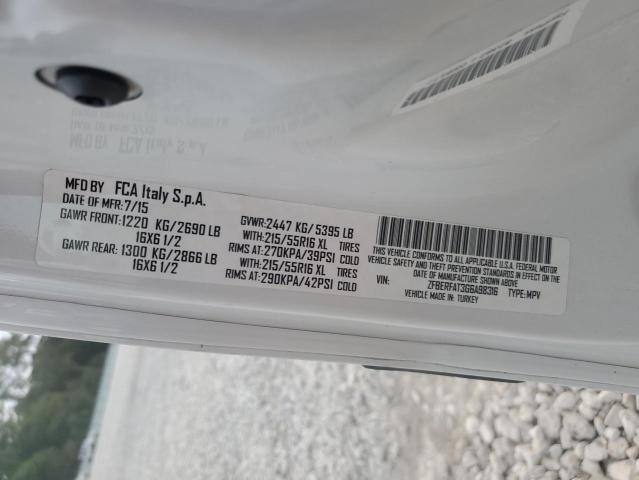 MFD BY FCA Italy S.p.A.
DATE OF MFR:7/15
GAWR FRONT:1220 KG/2690 LB
16X6 1/2
GAWR REAR:1300 KG/2866 LB
16X6 1/2
GVWR:2447 KG/5395 LB
WITH:215/55R16 XL TIRES
RIMS AT:270KPA/39PSI COLD
WITH:215/55R16 XL TIRES
RIMS AT:290KPA/42PSI COLD
THIS VEHICLE CONFORMS TO ALL APPLICABLE U.S.A. FEDERAL MOTOR
VEHICLE SAFETY AND THEFT PREVENTION STANDARDS IN EFFECT ON THE
DATE OF MANUFACTURE SHOWN ABOVE
VIN: ZFBERFAT3G6A98316 TYPE:MPV
VEHICLE MADE IN: TURKEY